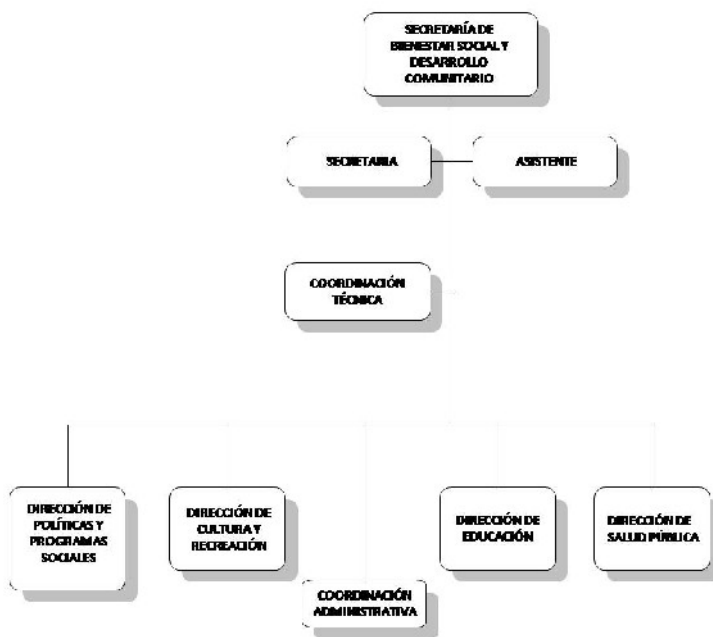 SECRETARÍA DE
BIENESTAR SOCIAL Y
DESARROLLO
COMUNITARIO
SECRETARIA
ASISTENTE
COORDINACIÓN
TÉCNICA
DIRECCIÓN DE
POLÍTICAS Y
PROGRAMAS
SOCIALES
DIRECCIÓN DE
CULTURA Y
RECREACIÓN
COORDINACIÓN
ADMINISTRATIVA
DIRECCIÓN DE
EDUCACIÓN
DIRECCIÓN DE
SALUD PÚBLICA